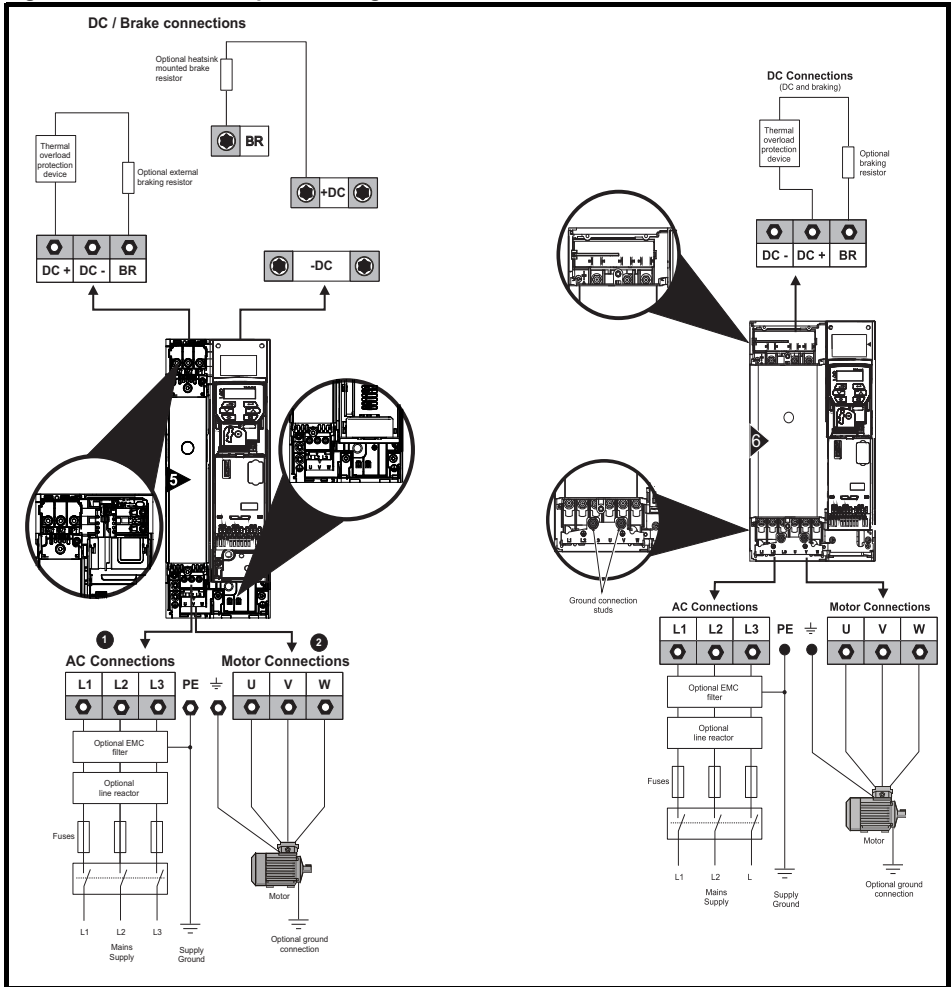 DC / Brake connections
Optional heatsink
mounted brake
resistor
BR
+DC
-DC
Thermal
overload
protection
device
Optional external
braking resistor
DC + DC - BR
5
1
AC Connections
L1 L2 L3 PE
2
Motor Connections
U V W
Optional EMC
filter
Optional
line reactor
Fuses
L1 L2 L3
Mains
Supply
Supply
Ground
Motor
Optional ground
connection
DC Connections
(DC and braking)
Thermal
overload
protection
device
Optional
braking
resistor
DC - DC + BR
6
Ground connection
studs
AC Connections
L1 L2 L3 PE
Motor Connections
U V W
Optional EMC
filter
Optional
line reactor
Fuses
L1 L2 L
Mains
Supply
Supply
Ground
Motor
Optional ground
connection